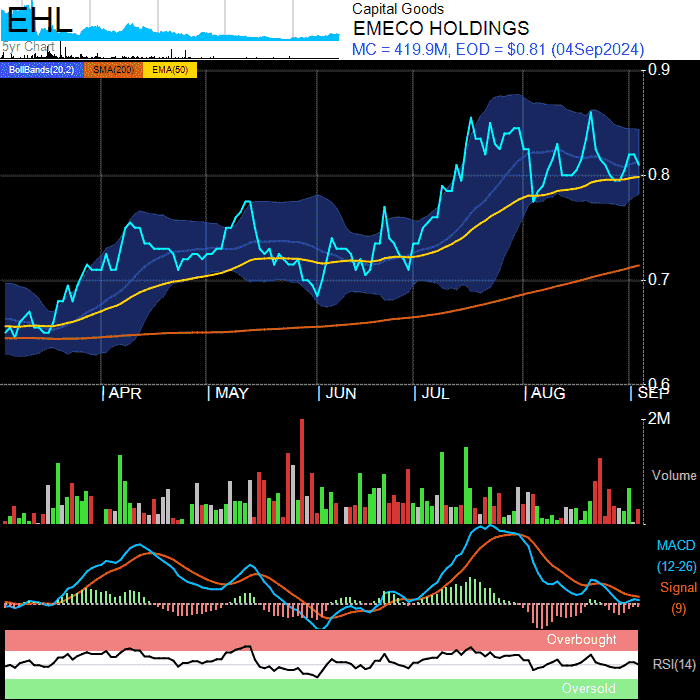 EHL
5yr Chart
Capital Goods
EMECO HOLDINGS
MC = 419.9M, EOD = $0.81 (04Sep2024)
BollBands(20,2) SMA(200) EMA(50)
0.9
0.8
0.7
0.6
APR MAY JUN JUL AUG SEP
2M
Volume
MACD
(12-26)
Signal
(9)
Overbought
RSI(14)
Oversold